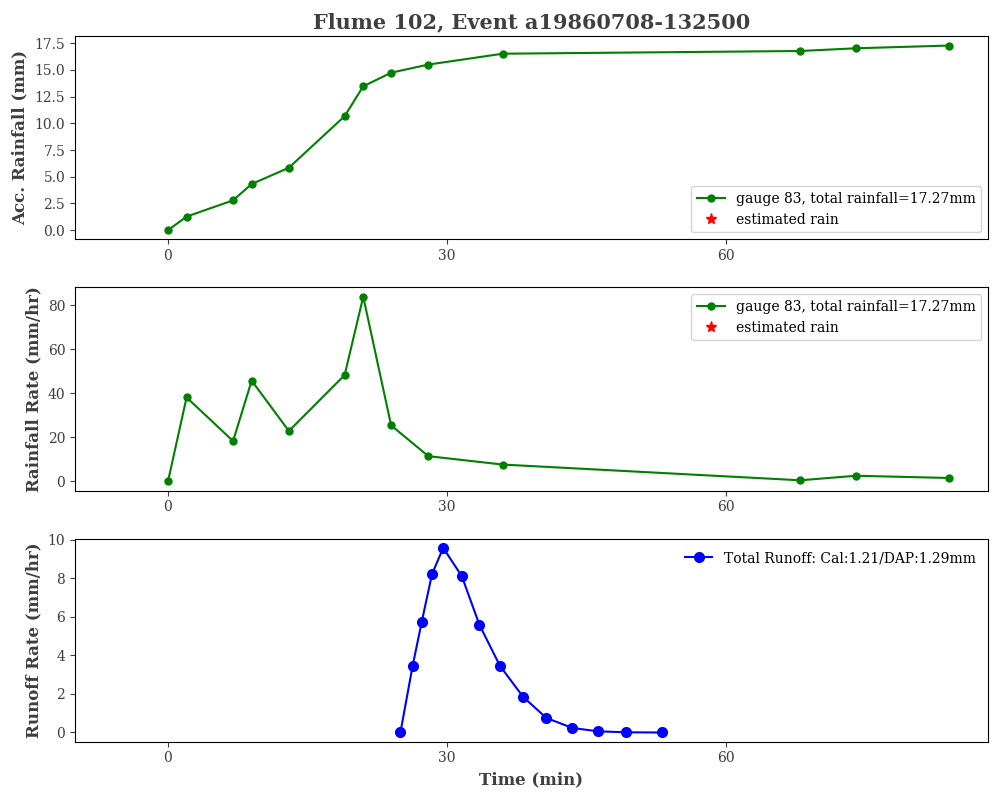 Flume 102, Event a19860708-132500
Acc. Rainfall (mm)
17.5
15.0
12.5
10.0
7.5
5.0
2.5
0.0
gauge 83, total rainfall=17.27mm
estimated rain
0
30
60
Rainfall Rate (mm/hr)
80
60
40
20
0
gauge 83, total rainfall=17.27mm
estimated rain
0
30
60
Runoff Rate (mm/hr)
10
8
6
4
2
0
Total Runoff: Cal:1.21/DAP:1.29mm
0
30
60
Time (min)